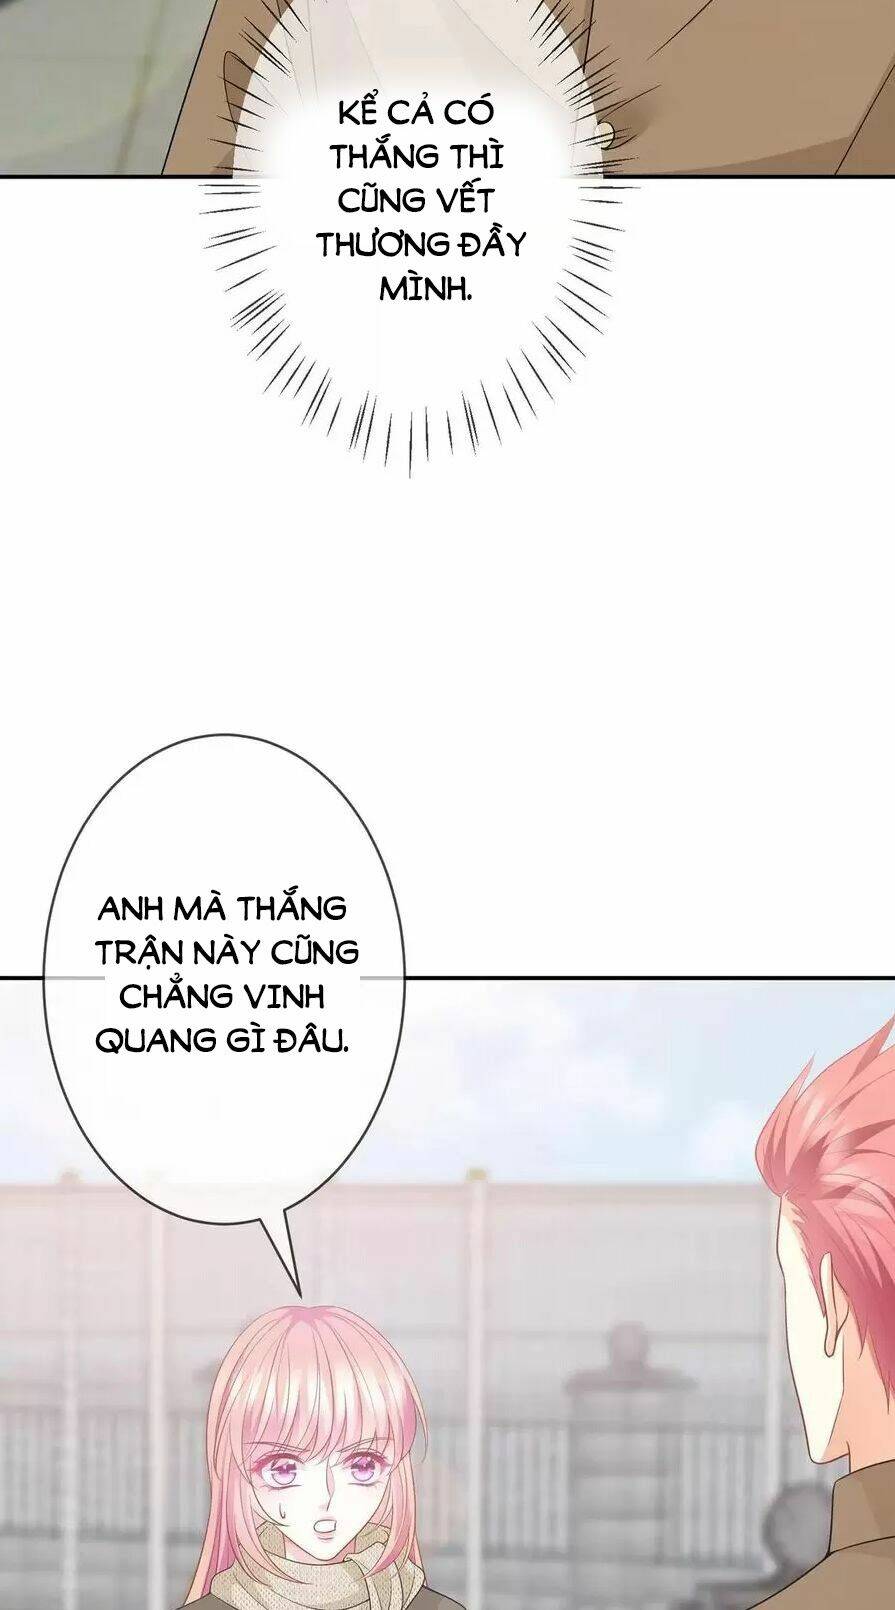 KỂ CẢ CÓ
THẮNG THÌ
CŨNG VẾT
THƯƠNG ĐẦY
MÌNH.
ANH MÀ THẮNG
TRẬN NÀY CŨNG
CHẲNG VINH
QUANG GÌ ĐÂU.